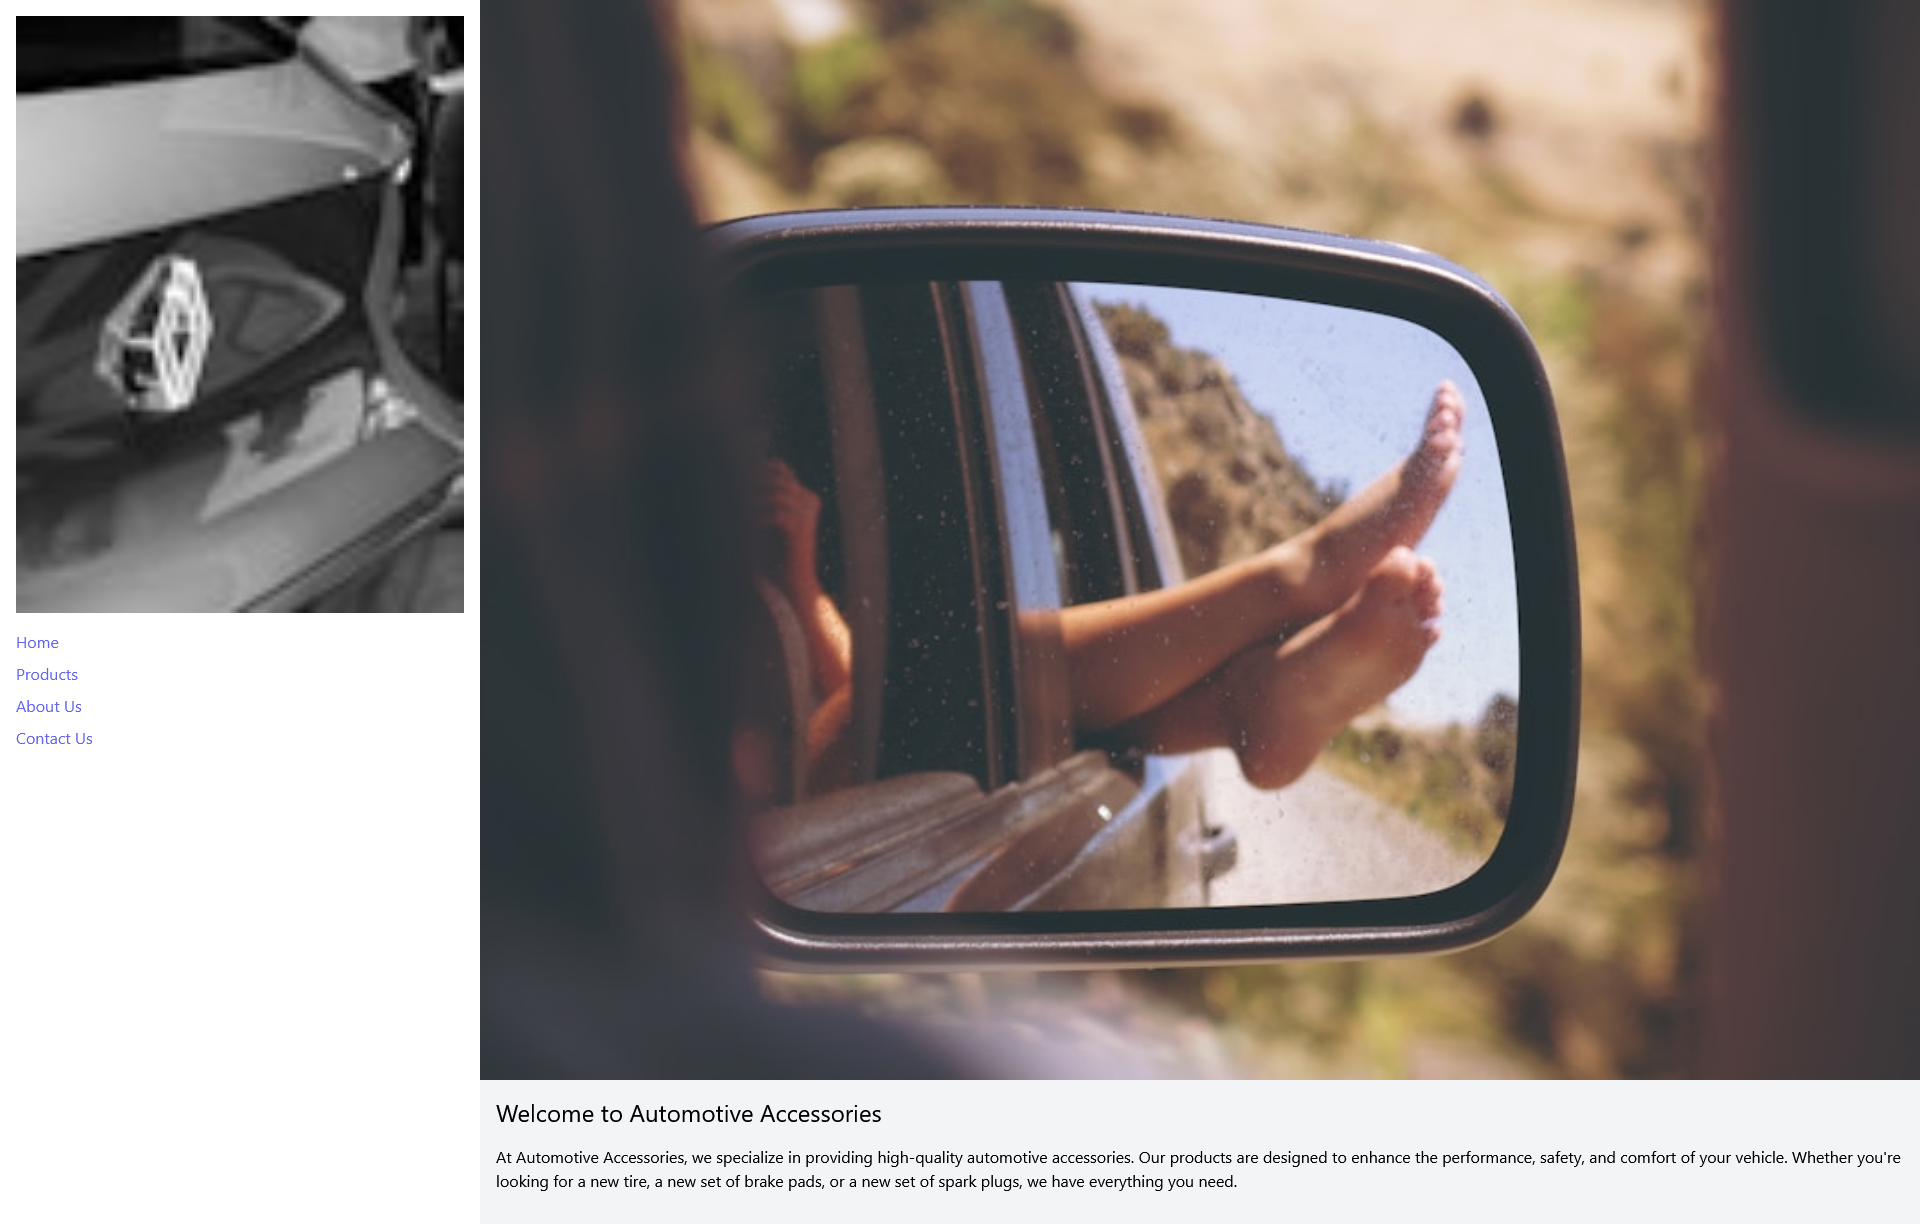 Home
Products
About Us
Contact Us
Welcome to Automotive Accessories
At Automotive Accessories, we specialize in providing high-quality automotive accessories. Our products are designed to enhance the performance, safety, and comfort of your vehicle. Whether you're
looking for a new tire, a new set of brake pads, or a new set of spark plugs, we have everything you need.